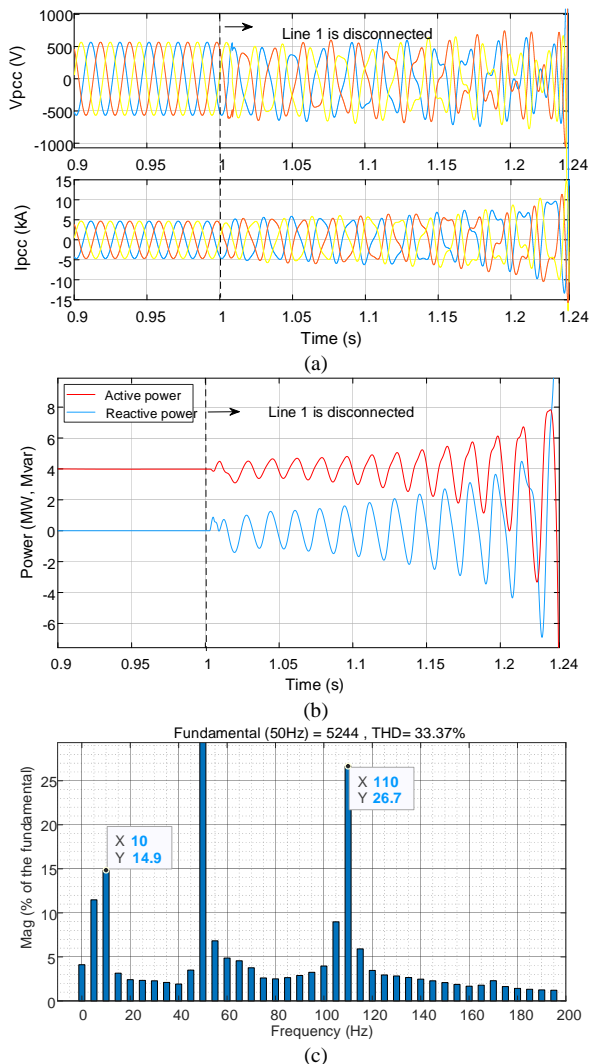 Line 1 is disconnected
Vpcc (V)
1000
500
0
-500
-1000
0.9 0.95 1 1.05 1.1 1.15 1.2 1.24
Ipcc (kA)
15
10
5
0
-5
-10
-15
0.9 0.95 1 1.05 1.1 1.15 1.2 1.24
Time (s)
(a)
Active power
Reactive power
Line 1 is disconnected
Power (MW, Mvar)
8
6
4
2
0
-2
-4
-6
0.9 0.95 1 1.05 1.1 1.15 1.2 1.24
Time (s)
(b)
Fundamental (50Hz) = 5244 , THD= 33.37%
Mag (% of the fundamental)
25
20
15
10
5
0
X 10
Y 14.9
X 110
Y 26.7
0 20 40 60 80 100 120 140 160 180 200
Frequency (Hz)
(c)